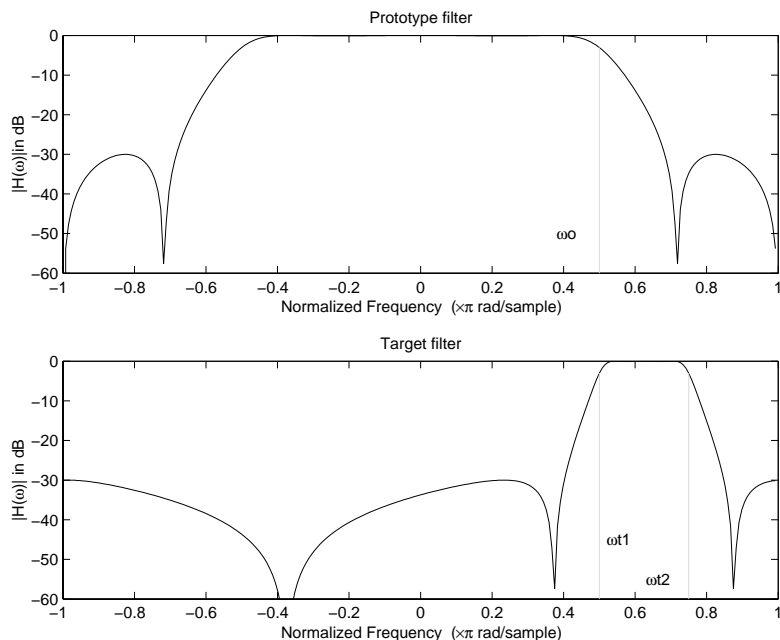 Prototype filter
0
−10
−20
−30
−40
−50
−60
|H(ω)|in dB
ωo
−1 −0.8 −0.6 −0.4 −0.2 0 0.2 0.4 0.6 0.8 1
Normalized Frequency (×π rad/sample)
Target filter
0
−10
−20
−30
−40
−50
−60
|H(ω)| in dB
ωt1
ωt2
−1 −0.8 −0.6 −0.4 −0.2 0 0.2 0.4 0.6 0.8 1
Normalized Frequency (×π rad/sample)